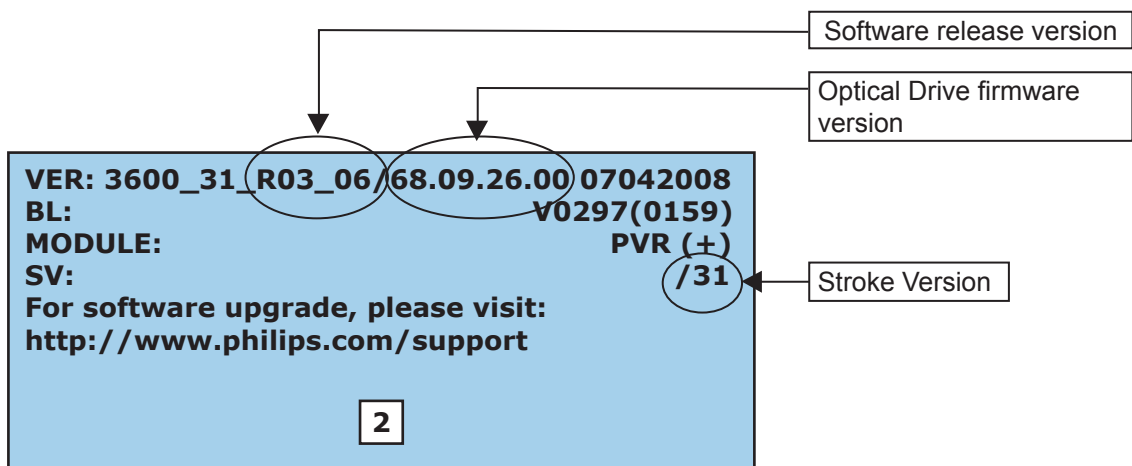 Software release version
Optical Drive firmware
version
VER: 3600_31_R03_06/68.09.26.00 07042008
BL: V0297(0159)
MODULE: PVR (+)
SV: /31
Stroke Version
For software upgrade, please visit:
http://www.philips.com/support
2